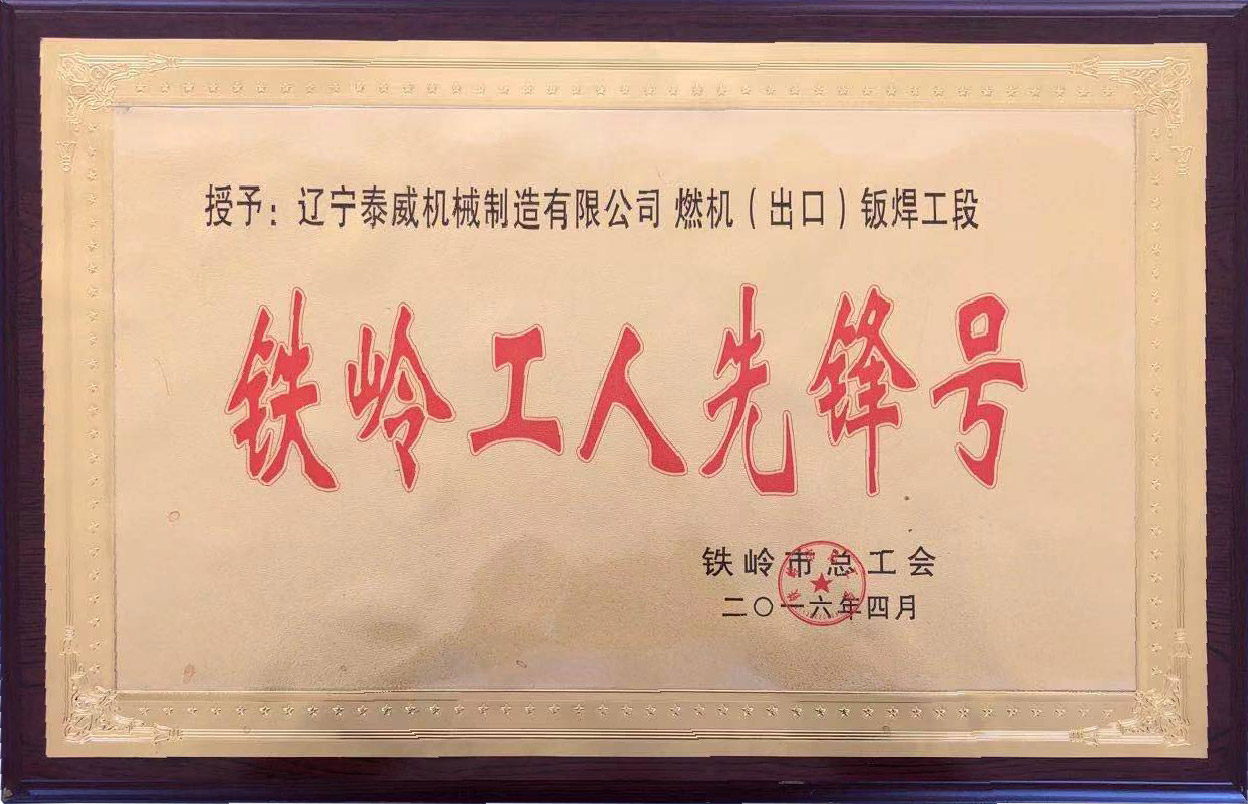 授予：辽宁泰威机械制造有限公司 燃机（出口）钣焊工段
铁岭工人先锋号
铁岭市总工会
二〇一六年四月